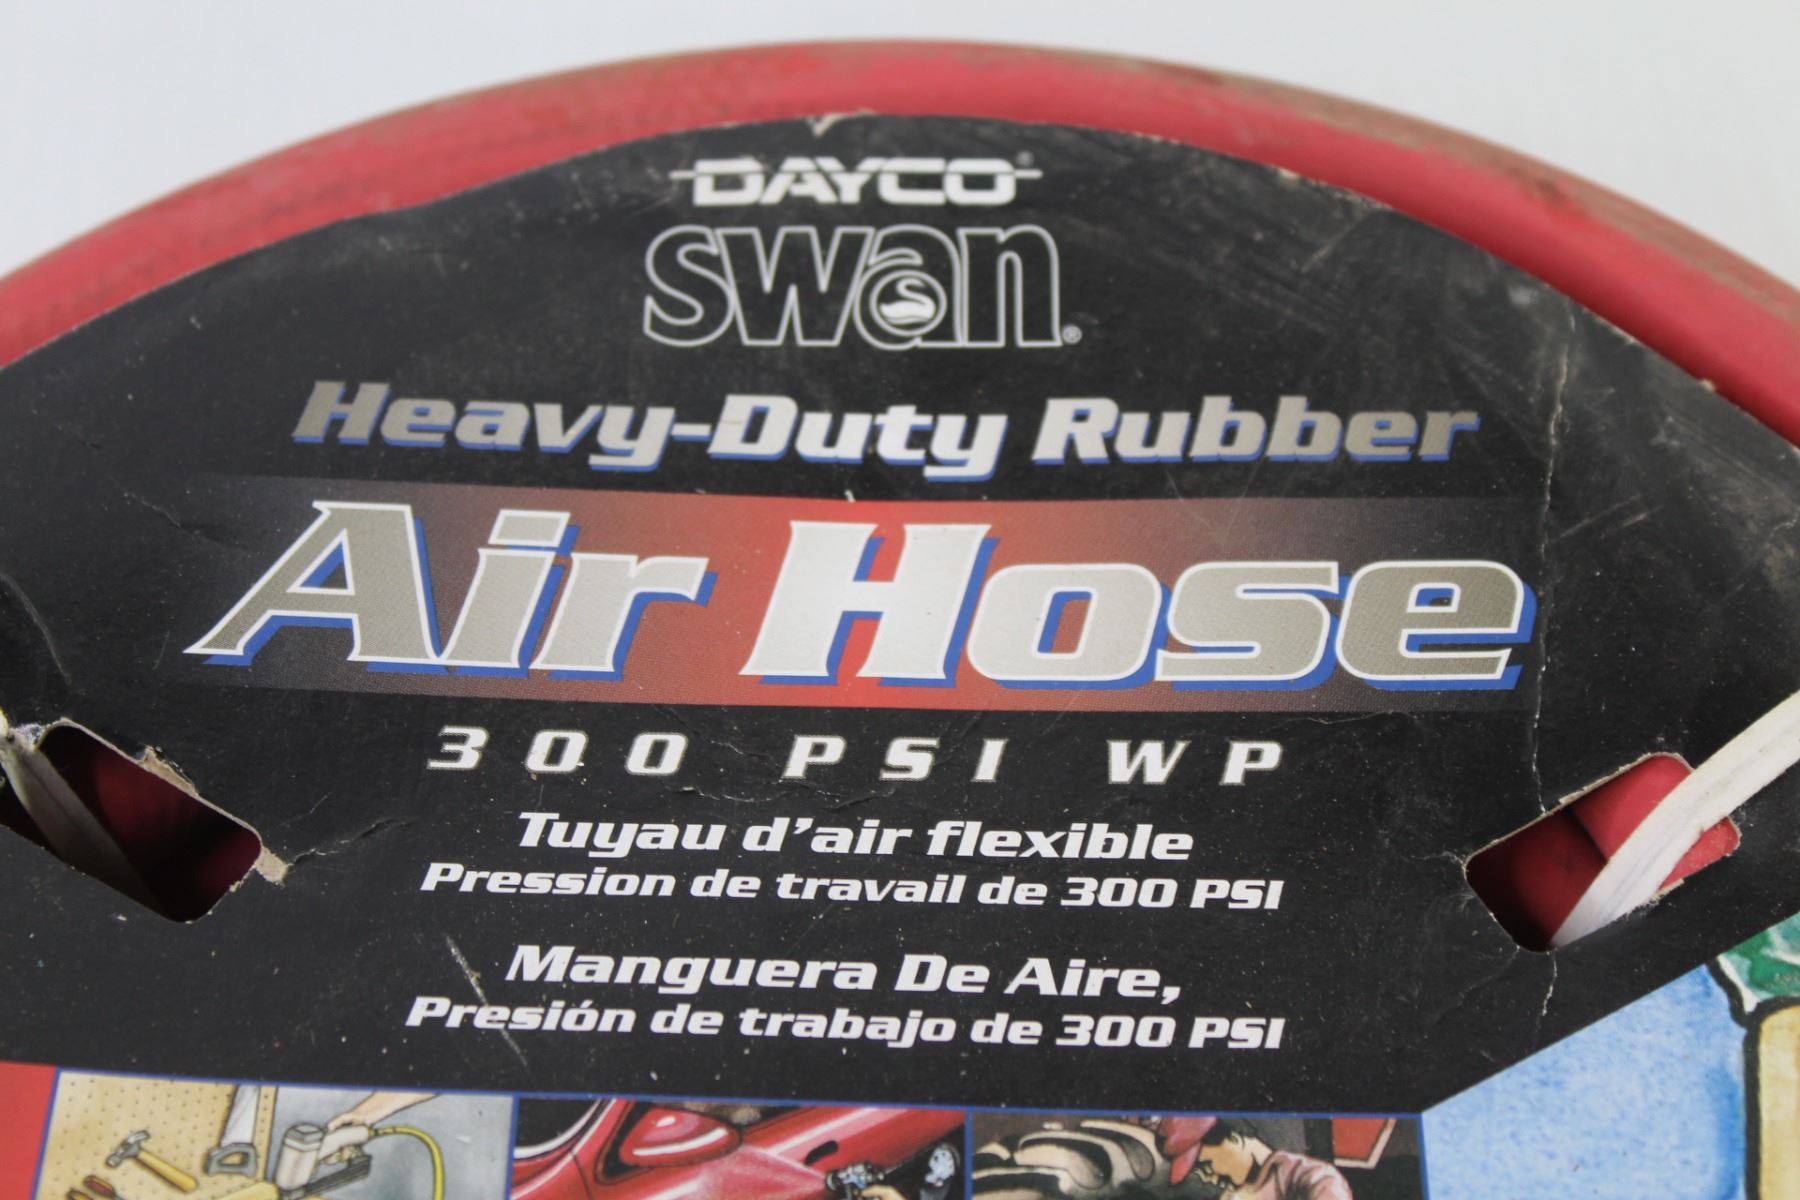 DAYCO®
swan®
Heavy-Duty Rubber
Air Hose
300 PSI WP
Tuyau d'air flexible
Pression de travail de 300 PSI
Manguera De Aire,
Presión de trabajo de 300 PSI